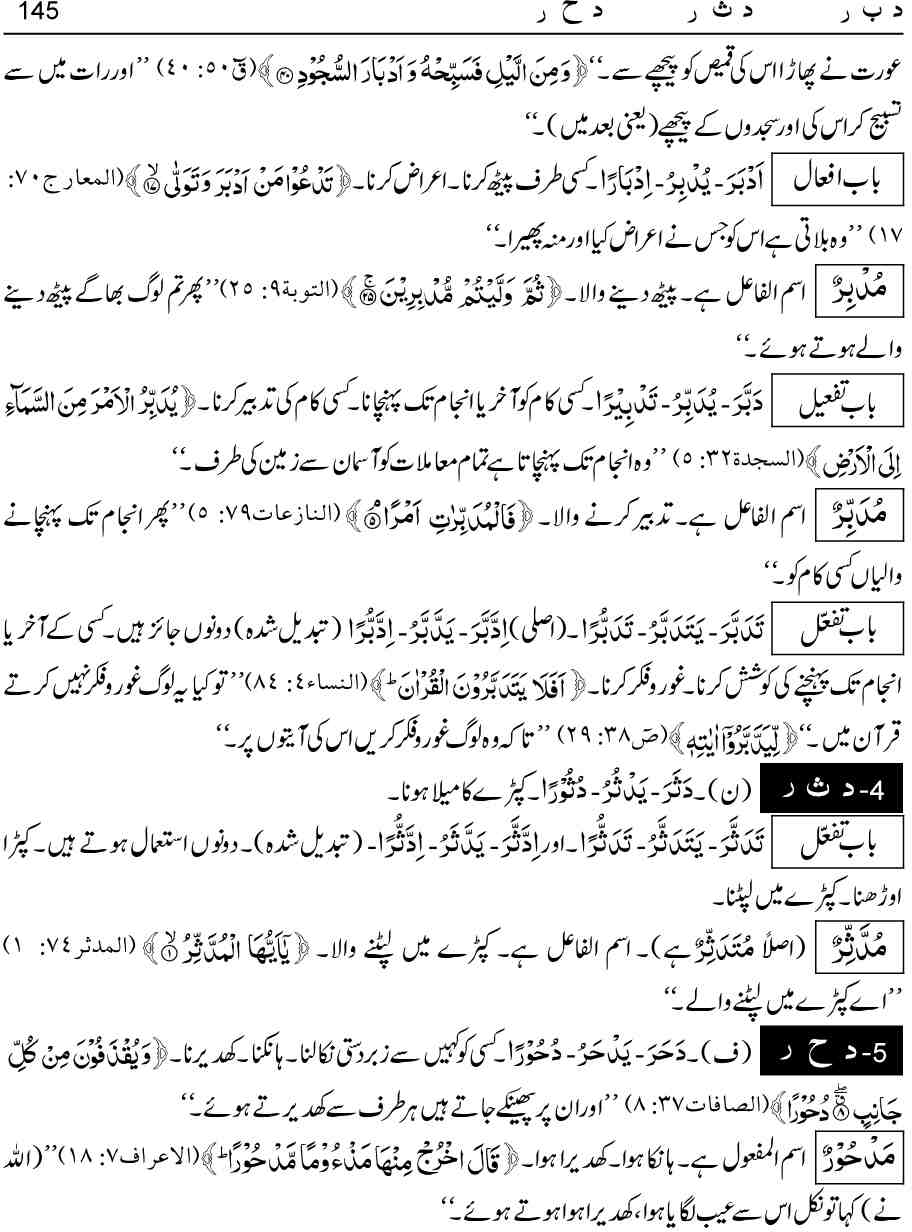 د ب ر     د ث ر     د ح ر     145
عورت نے پھاڑا اس کی قمیص کو پیچھے سے۔‘‘ ﴿وَمِنَ الَّيْلِ فَسَبِّحْهُ وَاَدْبَارَ السُّجُوْدِ ۴۰﴾ (قٓ ۵۰: ۴۰) ’’اور رات میں سے
تسبیح کر اس کی اور سجدوں کے پیچھے (یعنی بعد میں)۔‘‘
باب افعال اَدْبَرَ- يُدْبِرُ- اِدْبَارًا۔ کسی طرف پیٹھ کرنا۔ اعراض کرنا۔ ﴿تَدْعُوْا مَنْ اَدْبَرَ وَتَوَلّٰى ۙ۱۷﴾ (المعارج ۷۰:
۱۷) ’’وہ بلاتی ہے اس کو جس نے اعراض کیا اور منہ پھیرا۔‘‘
مُدْبِرٌ اسم الفاعل ہے۔ پیٹھ دینے والا۔ ﴿ثُمَّ وَلَّيْتُمْ مُّدْبِرِيْنَ ۚ۲۵﴾ (التوبة ۹: ۲۵) ’’پھر تم لوگ بھاگے پیٹھ دینے
والے ہوتے ہوئے۔‘‘
باب تفعیل دَبَّرَ- يُدَبِّرُ- تَدْبِيْرًا۔ کسی کام کو آخر یا انجام تک پہنچانا۔ کسی کام کی تدبیر کرنا۔ ﴿يُدَبِّرُ الْاَمْرَ مِنَ السَّمَآءِ
اِلَى الْاَرْضِ﴾ (السجدة ۳۲: ۵) ’’وہ انجام تک پہنچاتا ہے تمام معاملات کو آسمان سے زمین کی طرف۔‘‘
مُدَبِّرٌ اسم الفاعل ہے۔ تدبیر کرنے والا۔ ﴿فَالْمُدَبِّرٰتِ اَمْرًا ۘ۵﴾ (النازعات ۷۹: ۵) ’’پھر انجام تک پہنچانے
والیاں کسی کام کو۔‘‘
باب تفعّل تَدَبَّرَ- يَتَدَبَّرُ- تَدَبُّرًا۔ (اصلی) اِدَّبَّرَ- يَدَّبَّرُ- اِدَّبُّرًا (تبدیل شدہ) دونوں جائز ہیں۔ کسی کے آخر یا
انجام تک پہنچنے کی کوشش کرنا۔ غور و فکر کرنا۔ ﴿اَفَلَا يَتَدَبَّرُوْنَ الْقُرْاٰنَ ؕ﴾ (النساء ۴: ۸۴) ’’تو کیا یہ لوگ غور و فکر نہیں کرتے
قرآن میں۔‘‘ ﴿لِّيَدَّبَّرُوْۤا اٰيٰتِهٖ﴾ (صٓ ۳۸: ۲۹) ’’تاکہ وہ لوگ غور و فکر کریں اس کی آیتوں پر۔‘‘
4- د ث ر (ن)۔ دَثَرَ- يَدْثُرُ- دُثُوْرًا۔ کپڑے کا میلا ہونا۔
باب تفعّل تَدَثَّرَ- يَتَدَثَّرُ- تَدَثُّرًا۔ اور اِدَّثَّرَ- يَدَّثَّرُ- اِدَّثُّرًا- (تبدیل شدہ)۔ دونوں استعمال ہوتے ہیں۔ کپڑا
اوڑھنا۔ کپڑے میں لپٹنا۔
مُدَّثِّرٌ (اصلاً مُتَدَثِّرٌ ہے)۔ اسم الفاعل ہے۔ کپڑے میں لپٹنے والا۔ ﴿يٰۤاَيُّهَا الْمُدَّثِّرُ ۙ۱﴾ (المدثر ۷۴: ۱)
’’اے کپڑے میں لپٹنے والے۔‘‘
5- د ح ر (ف)۔ دَحَرَ- يَدْحَرُ- دُحُوْرًا۔ کسی کو کہیں سے زبردستی نکالنا۔ ہانکنا۔ کھدیرنا۔ ﴿وَيُقْذَفُوْنَ مِنْ كُلِّ
جَانِبٍ ۖ۸ دُحُوْرًا﴾ (الصافات ۳۷: ۸) ’’اور ان پر پھینکے جاتے ہیں ہر طرف سے کھدیرتے ہوئے۔‘‘
مَدْحُوْرٌ اسم المفعول ہے۔ ہانکا ہوا۔ کھدیرا ہوا۔ ﴿قَالَ اخْرُجْ مِنْهَا مَذْءُوْمًا مَّدْحُوْرًا ؕ﴾ (الاعراف ۷: ۱۸) ’’(اللہ
نے) کہا تو نکل اس سے عیب لگایا ہوا، کھدیرا ہوا ہوتے ہوئے۔‘‘